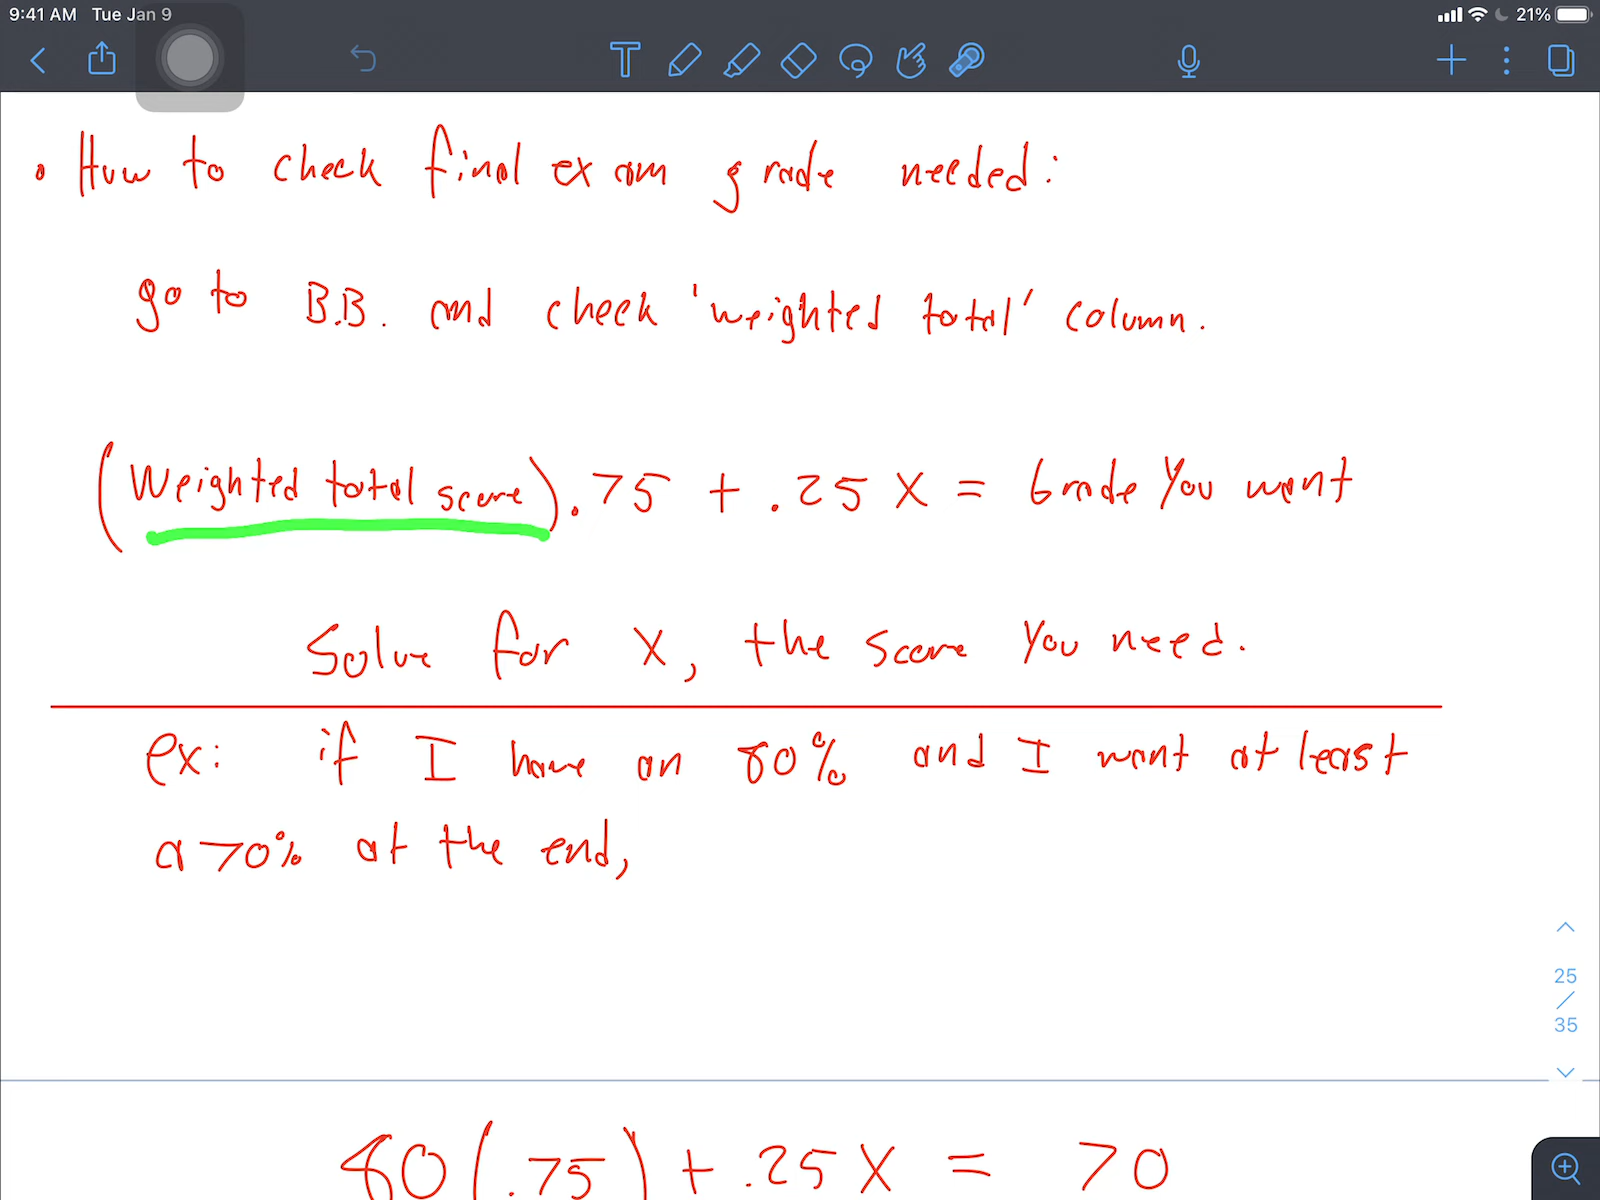 9:41 AM Tue Jan 9
21%
• How to check final exam grade needed:
go to B.B. and check 'weighted total' column.
(Weighted total score).75 + .25X = Grade You want
Solve for X, the score You need.
ex: if I have an 80% and I want at least
a 70% at the end,
25
/
35
80(.75) + .25X = 70